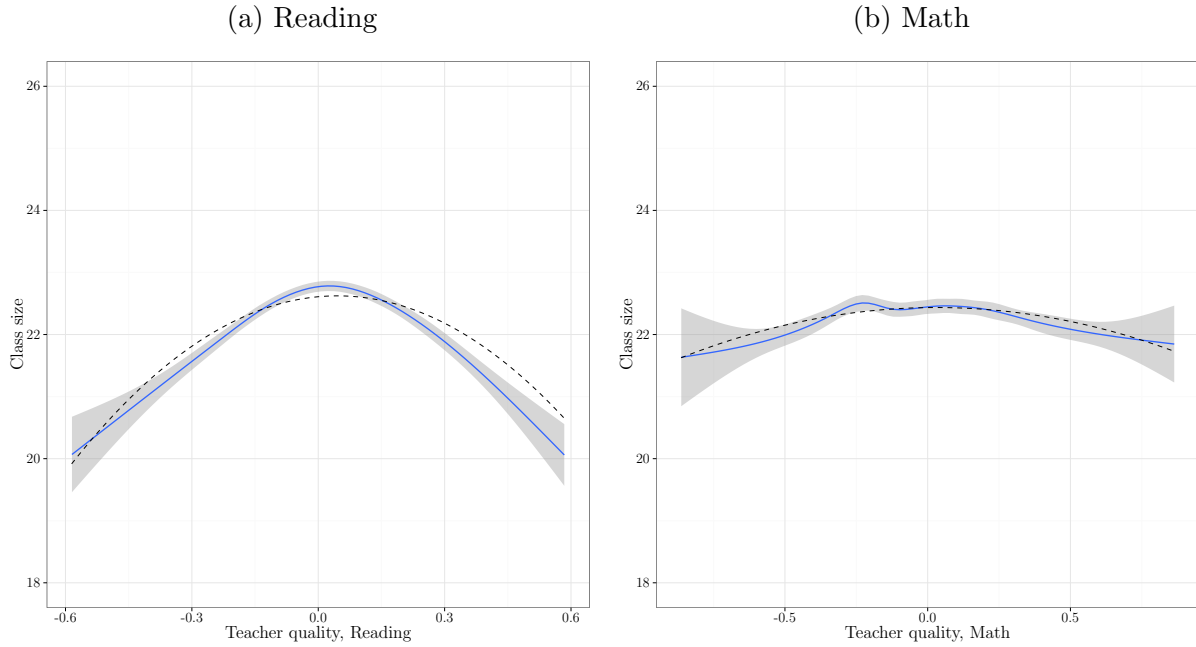 (a) Reading
26
24
22
20
18
Class size
-0.6 -0.3 0.0 0.3 0.6
Teacher quality, Reading
(b) Math
26
24
22
20
18
Class size
-0.5 0.0 0.5
Teacher quality, Math